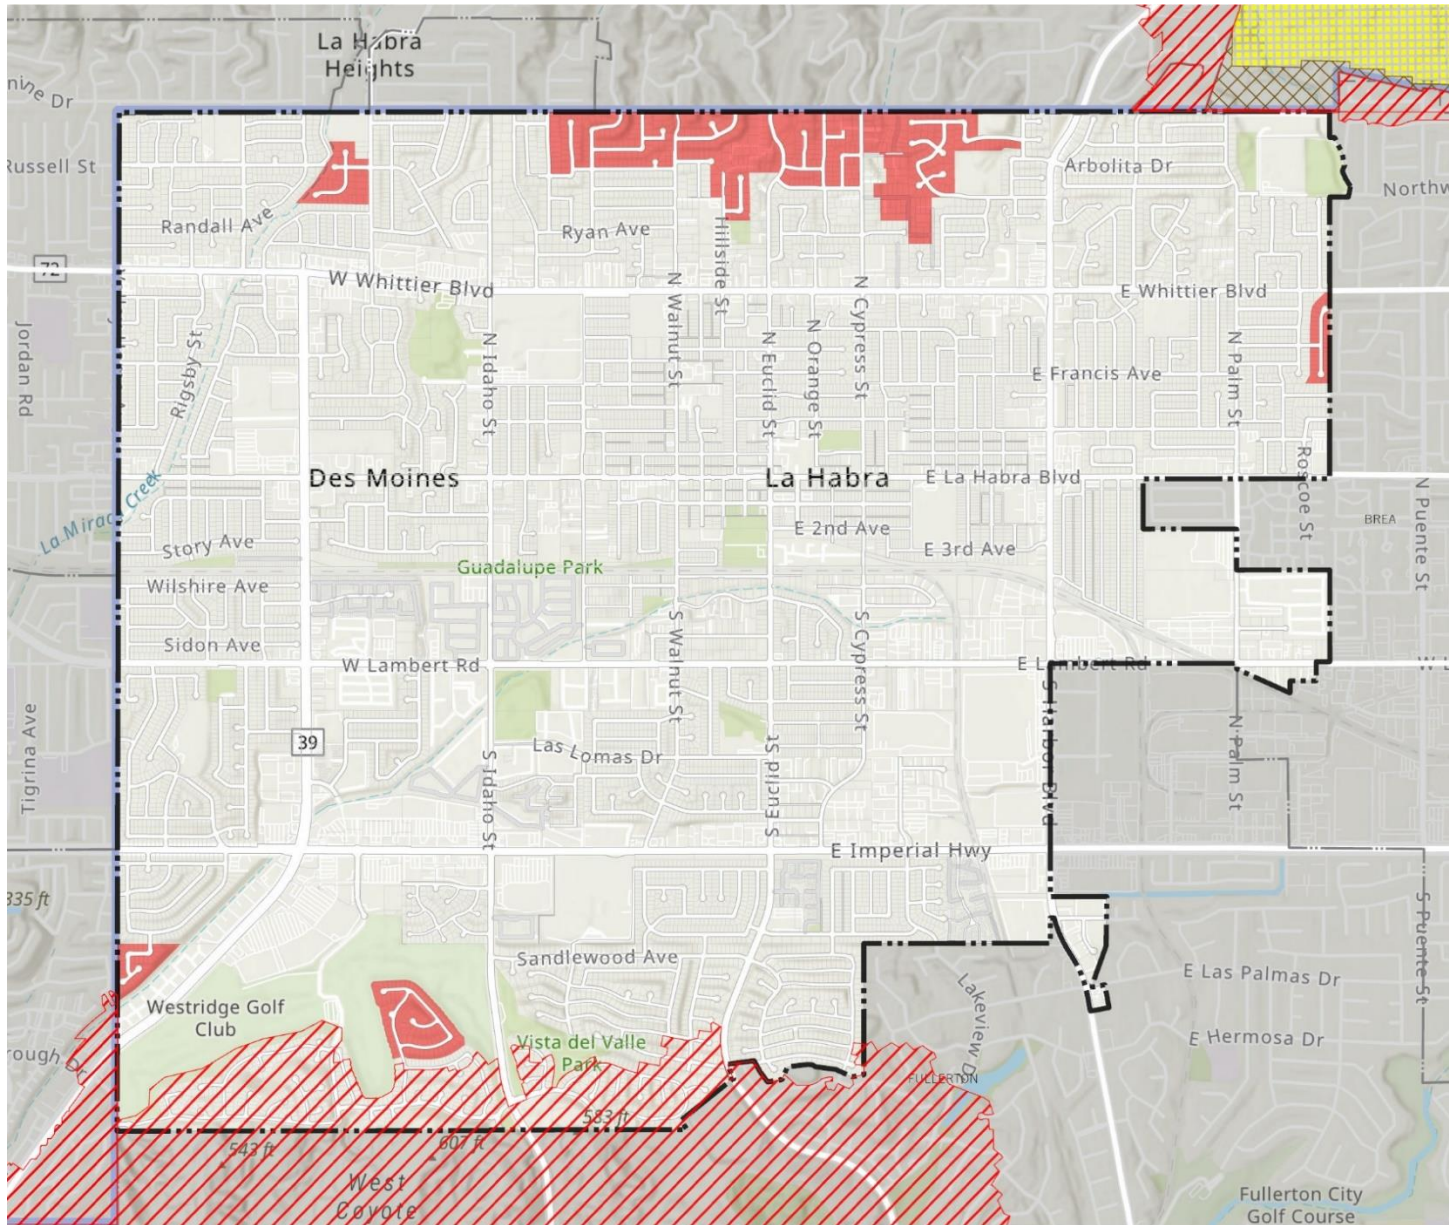 La Habra
Heights
Russell St
Arbolita Dr
Northw
Randall Ave
Ryan Ave
Hillside St
72
W Whittier Blvd
E Whittier Blvd
N Walnut St
N Cypress St
Jordan Rd
Rigsby St
N Idaho St
N Euclid St
N Orange St
N Palm St
E Francis Ave
Des Moines
La Habra
E La Habra Blvd
Roscoe St
N Puente St
La Mirada Creek
BREA
E 2nd Ave
Story Ave
E 3rd Ave
Guadalupe Park
Wilshire Ave
S Walnut St
S Cypress St
Sidon Ave
W Lambert Rd
E Lambert Rd
Tigrina Ave
39
Las Lomas Dr
S Idaho St
S Euclid St
S Harbor Blvd
N Palm St
E Imperial Hwy
335 ft
S Puente St
Sandlewood Ave
E Las Palmas Dr
Lakeview D
Westridge Golf
Club
rough Dr
Vista del Valle
Park
E Hermosa Dr
FULLERTON
583 ft
543 ft
607 ft
West
Coyote
Fullerton City
Golf Course